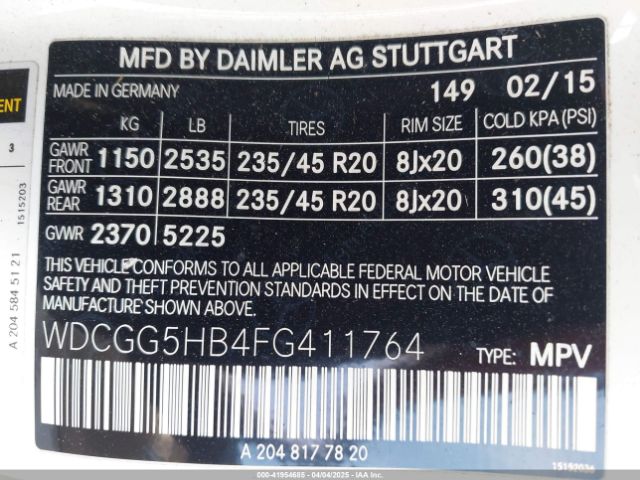 MFD BY DAIMLER AG STUTTGART
MADE IN GERMANY 149 02/15
KG LB TIRES RIM SIZE COLD KPA (PSI)
GAWR FRONT 1150 2535 235/45 R20 8Jx20 260(38)
GAWR REAR 1310 2888 235/45 R20 8Jx20 310(45)
GVWR 2370 5225
THIS VEHICLE CONFORMS TO ALL APPLICABLE FEDERAL MOTOR VEHICLE
SAFETY AND THEFT PREVENTION STANDARDS IN EFFECT ON THE DATE
OF MANUFACTURE SHOWN ABOVE.
WDCGG5HB4FG411764 TYPE: MPV
A 204 817 78 20
3
1515203
A 204 584 51 21
000-41954685 - 04/04/2025 -